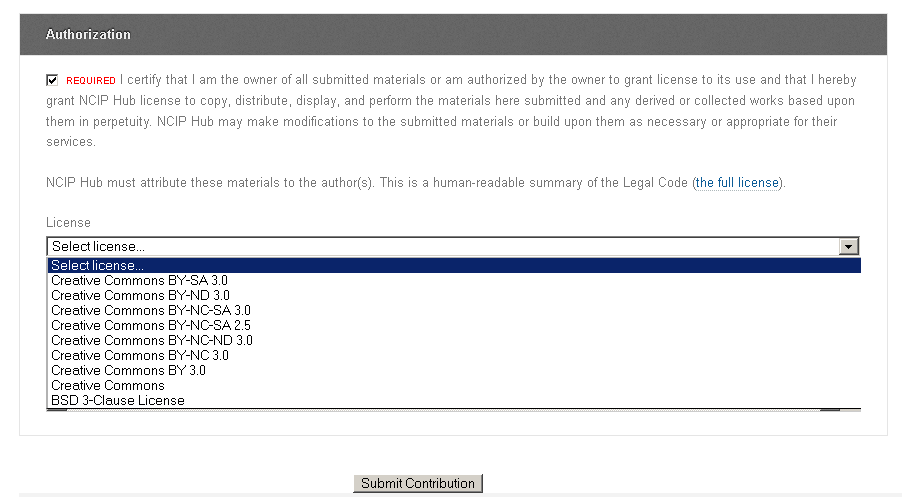 Authorization
REQUIRED I certify that I am the owner of all submitted materials or am authorized by the owner to grant license to its use and that I hereby
grant NCIP Hub license to copy, distribute, display, and perform the materials here submitted and any derived or collected works based upon
them in perpetuity. NCIP Hub may make modifications to the submitted materials or build upon them as necessary or appropriate for their
services.
NCIP Hub must attribute these materials to the author(s). This is a human-readable summary of the Legal Code (the full license).
License
Select license...
Select license...
Creative Commons BY-SA 3.0
Creative Commons BY-ND 3.0
Creative Commons BY-NC-SA 3.0
Creative Commons BY-NC-SA 2.5
Creative Commons BY-NC-ND 3.0
Creative Commons BY-NC 3.0
Creative Commons BY 3.0
Creative Commons
BSD 3-Clause License
Submit Contribution